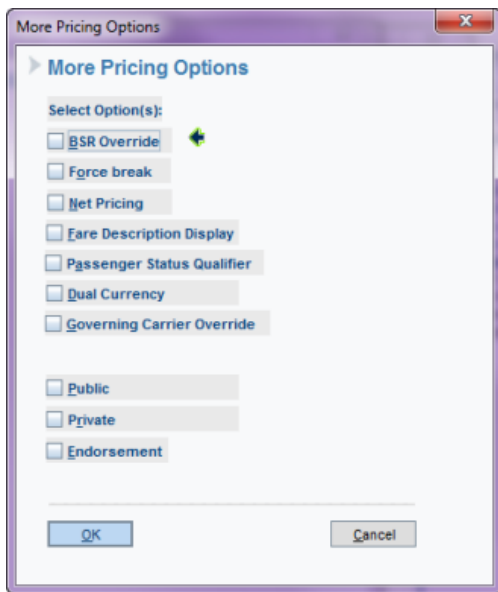 More Pricing Options
More Pricing Options
Select Option(s):
BSR Override
Force break
Net Pricing
Fare Description Display
Passenger Status Qualifier
Dual Currency
Governing Carrier Override
Public
Private
Endorsement
OK
Cancel